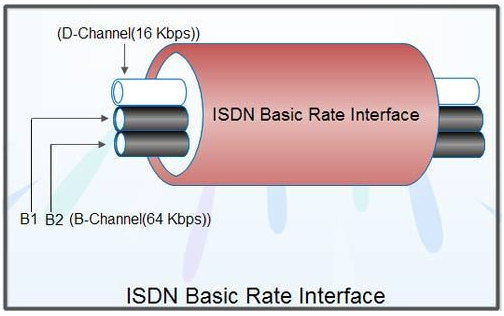 (D-Channel(16 Kbps))
ISDN Basic Rate Interface
B1 B2 (B-Channel(64 Kbps))
ISDN Basic Rate Interface